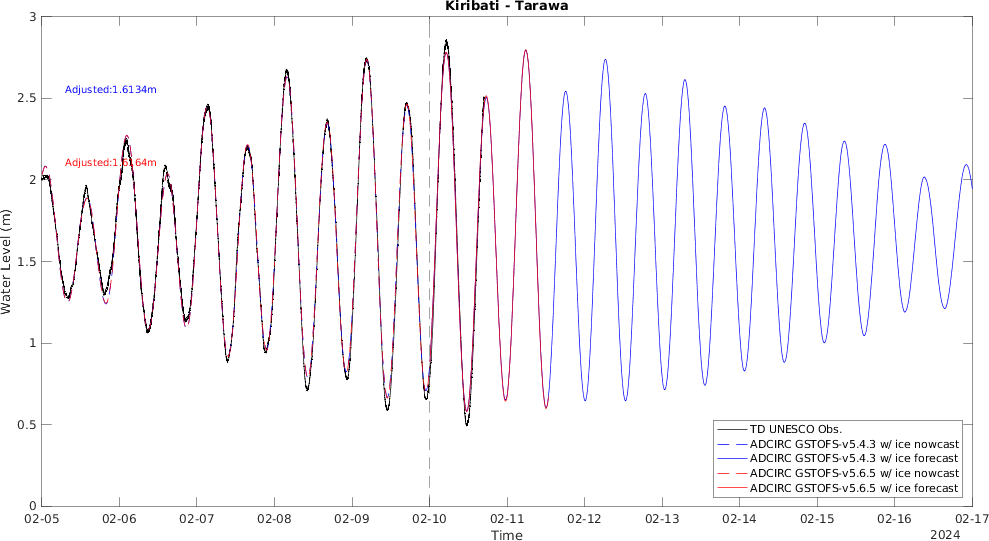 Kiribati - Tarawa
3
2.5
2
1.5
1
0.5
0
Water Level (m)
Adjusted:1.6134m
Adjusted:1.6164m
TD UNESCO Obs.
ADCIRC GSTOFS-v5.4.3 w/ ice nowcast
ADCIRC GSTOFS-v5.4.3 w/ ice forecast
ADCIRC GSTOFS-v5.6.5 w/ ice nowcast
ADCIRC GSTOFS-v5.6.5 w/ ice forecast
02-05 02-06 02-07 02-08 02-09 02-10 02-11 02-12 02-13 02-14 02-15 02-16 02-17
Time
2024